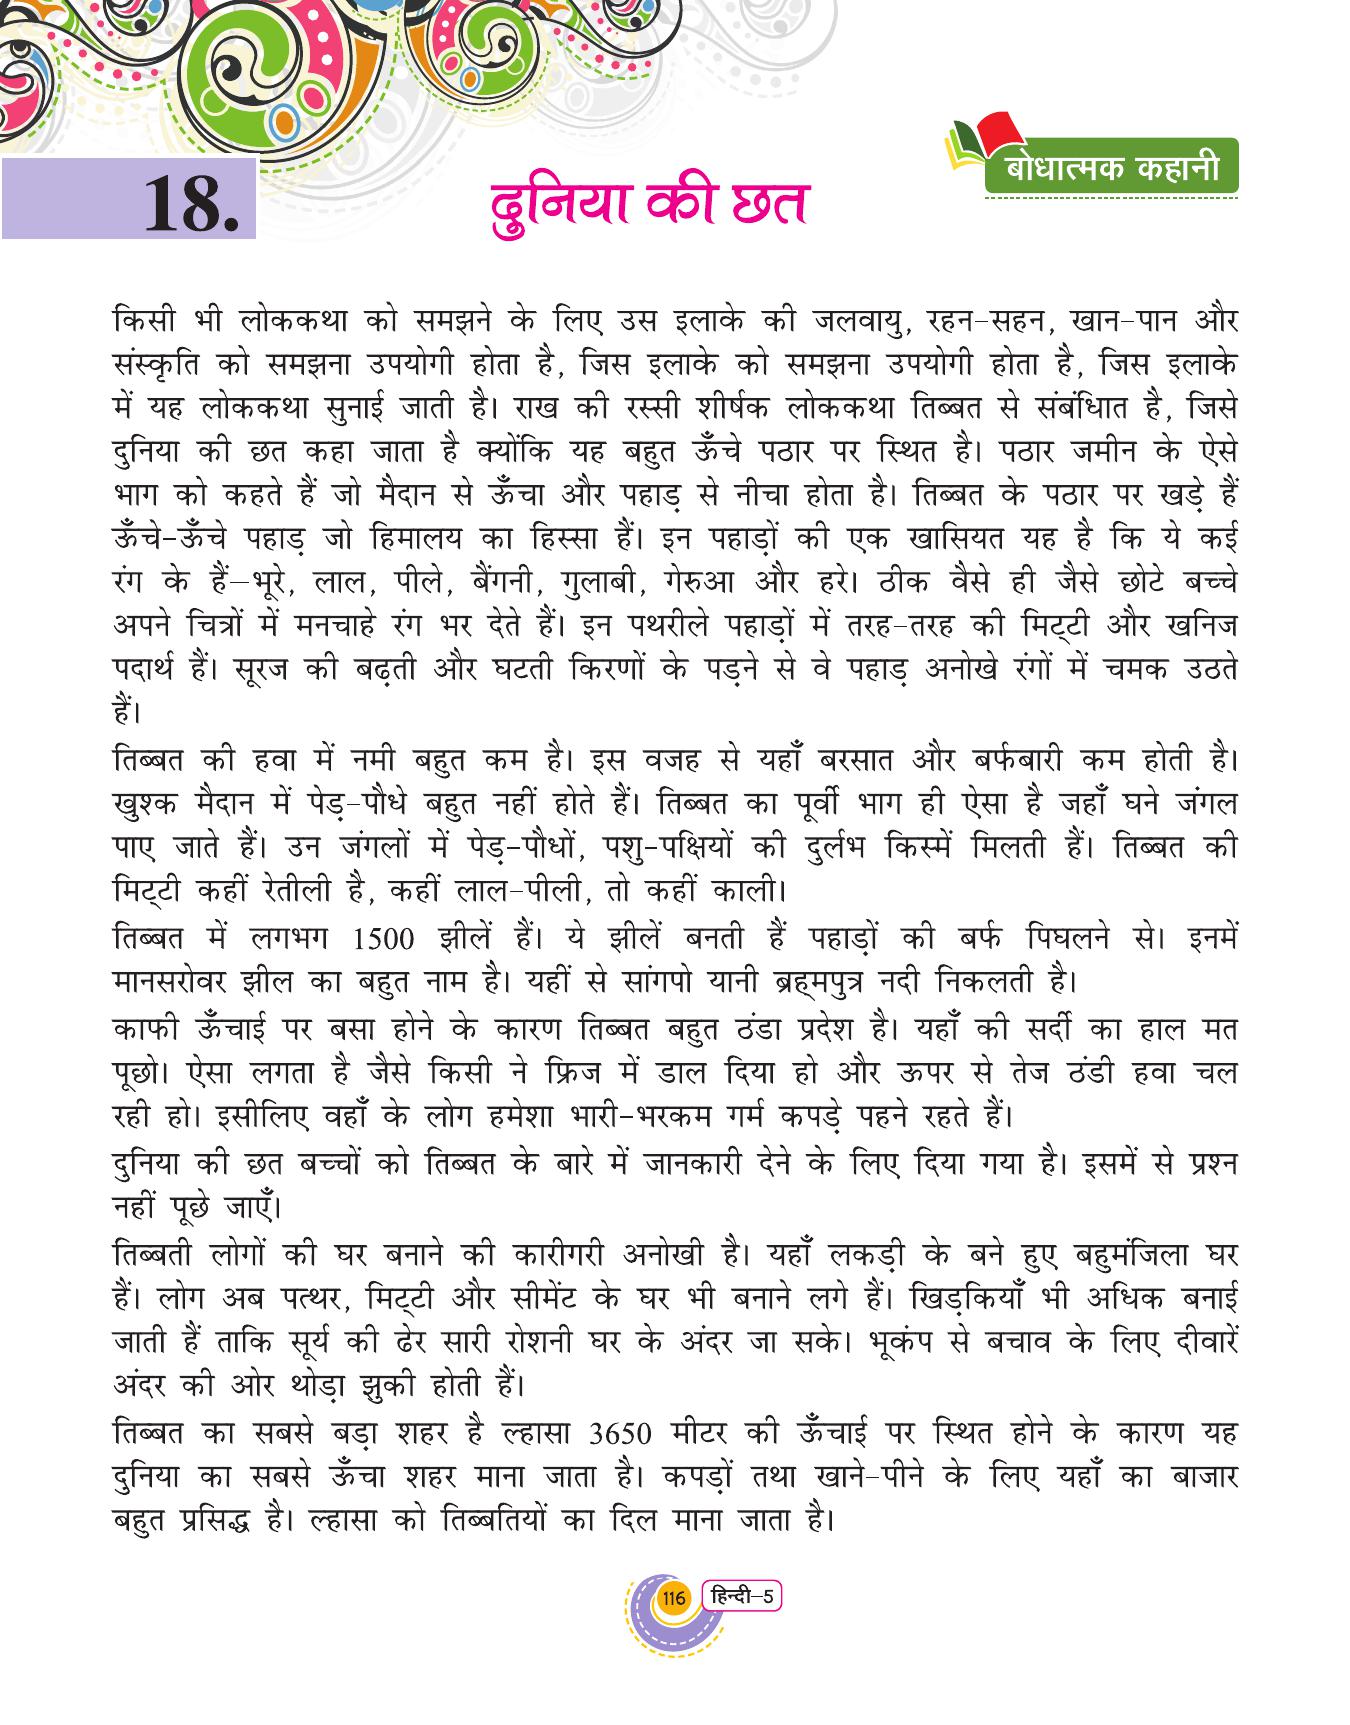 बोधात्मक कहानी
18.
दुनिया की छत
किसी भी लोककथा को समझने के लिए उस इलाके की जलवायु, रहन–सहन, खान–पान और
संस्कृति को समझना उपयोगी होता है, जिस इलाके को समझना उपयोगी होता है, जिस इलाके
में यह लोककथा सुनाई जाती है। राख की रस्सी शीर्षक लोककथा तिब्बत से संबंधित है, जिसे
दुनिया की छत कहा जाता है क्योंकि यह बहुत ऊँचे पठार पर स्थित है। पठार जमीन के ऐसे
भाग को कहते हैं जो मैदान से ऊँचा और पहाड़ से नीचा होता है। तिब्बत के पठार पर खड़े हैं
ऊँचे-ऊँचे पहाड़ जो हिमालय का हिस्सा हैं। इन पहाड़ों की एक खासियत यह है कि ये कई
रंग के हैं—भूरे, लाल, पीले, बैंगनी, गुलाबी, गेरुआ और हरे। ठीक वैसे ही जैसे छोटे बच्चे
अपने चित्रों में मनचाहे रंग भर देते हैं। इन पथरीले पहाड़ों में तरह–तरह की मिट्टी और खनिज
पदार्थ हैं। सूरज की बढ़ती और घटती किरणों के पड़ने से वे पहाड़ अनोखे रंगों में चमक उठते
हैं।
तिब्बत की हवा में नमी बहुत कम है। इस वजह से यहाँ बरसात और बर्फबारी कम होती है।
खुश्क मैदान में पेड़–पौधे बहुत नहीं होते हैं। तिब्बत का पूर्वी भाग ही ऐसा है जहाँ घने जंगल
पाए जाते हैं। उन जंगलों में पेड़-पौधों, पशु-पक्षियों की दुर्लभ किस्में मिलती हैं। तिब्बत की
मिट्टी कहीं रेतीली है, कहीं लाल–पीली, तो कहीं काली।
तिब्बत में लगभग 1500 झीलें हैं। ये झीलें बनती हैं पहाड़ों की बर्फ पिघलने से। इनमें
मानसरोवर झील का बहुत नाम है। यहीं से सांगपो यानी ब्रह्मपुत्र नदी निकलती है।
काफी ऊँचाई पर बसा होने के कारण तिब्बत बहुत ठंडा प्रदेश है। यहाँ की सर्दी का हाल मत
पूछो। ऐसा लगता है जैसे किसी ने फ्रिज में डाल दिया हो और ऊपर से तेज ठंडी हवा चल
रही हो। इसीलिए वहाँ के लोग हमेशा भारी-भरकम गर्म कपड़े पहने रहते हैं।
दुनिया की छत बच्चों को तिब्बत के बारे में जानकारी देने के लिए दिया गया है। इसमें से प्रश्न
नहीं पूछे जाएँ।
तिब्बती लोगों की घर बनाने की कारीगरी अनोखी है। यहाँ लकड़ी के बने हुए बहुमंजिला घर
हैं। लोग अब पत्थर, मिट्टी और सीमेंट के घर भी बनाने लगे हैं। खिड़कियाँ भी अधिक बनाई
जाती हैं ताकि सूर्य की ढेर सारी रोशनी घर के अंदर जा सके। भूकंप से बचाव के लिए दीवारें
अंदर की ओर थोड़ा झुकी होती हैं।
तिब्बत का सबसे बड़ा शहर है ल्हासा 3650 मीटर की ऊँचाई पर स्थित होने के कारण यह
दुनिया का सबसे ऊँचा शहर माना जाता है। कपड़ों तथा खाने–पीने के लिए यहाँ का बाजार
बहुत प्रसिद्ध है। ल्हासा को तिब्बतियों का दिल माना जाता है।
116 हिन्दी–5